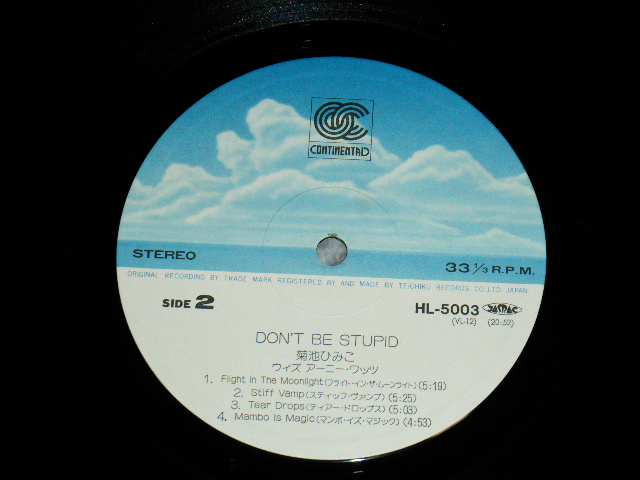 CONTINENTAL
STEREO
33 1/3 R.P.M.
ORIGINAL RECORDING BY TRADE MARK REGISTERED BY AND MADE BY TEICHIKU RECORDS CO., LTD. JAPAN.
SIDE 2
HL-5003 JASRAC
(VL-12) (20:52)
DON'T BE STUPID
菊池ひみこ
ウィズ アーニー・ワッツ
1. Flight In The Moonlight(フライト・イン・ザ・ムーンライト)(5:19)
2. Stiff Vamp(スティッフ・ヴァンプ)(5:25)
3. Tear Drops(ティアー・ドロップス)(5:03)
4. Mambo Is Magic(マンボ・イズ・マジック)(4:53)